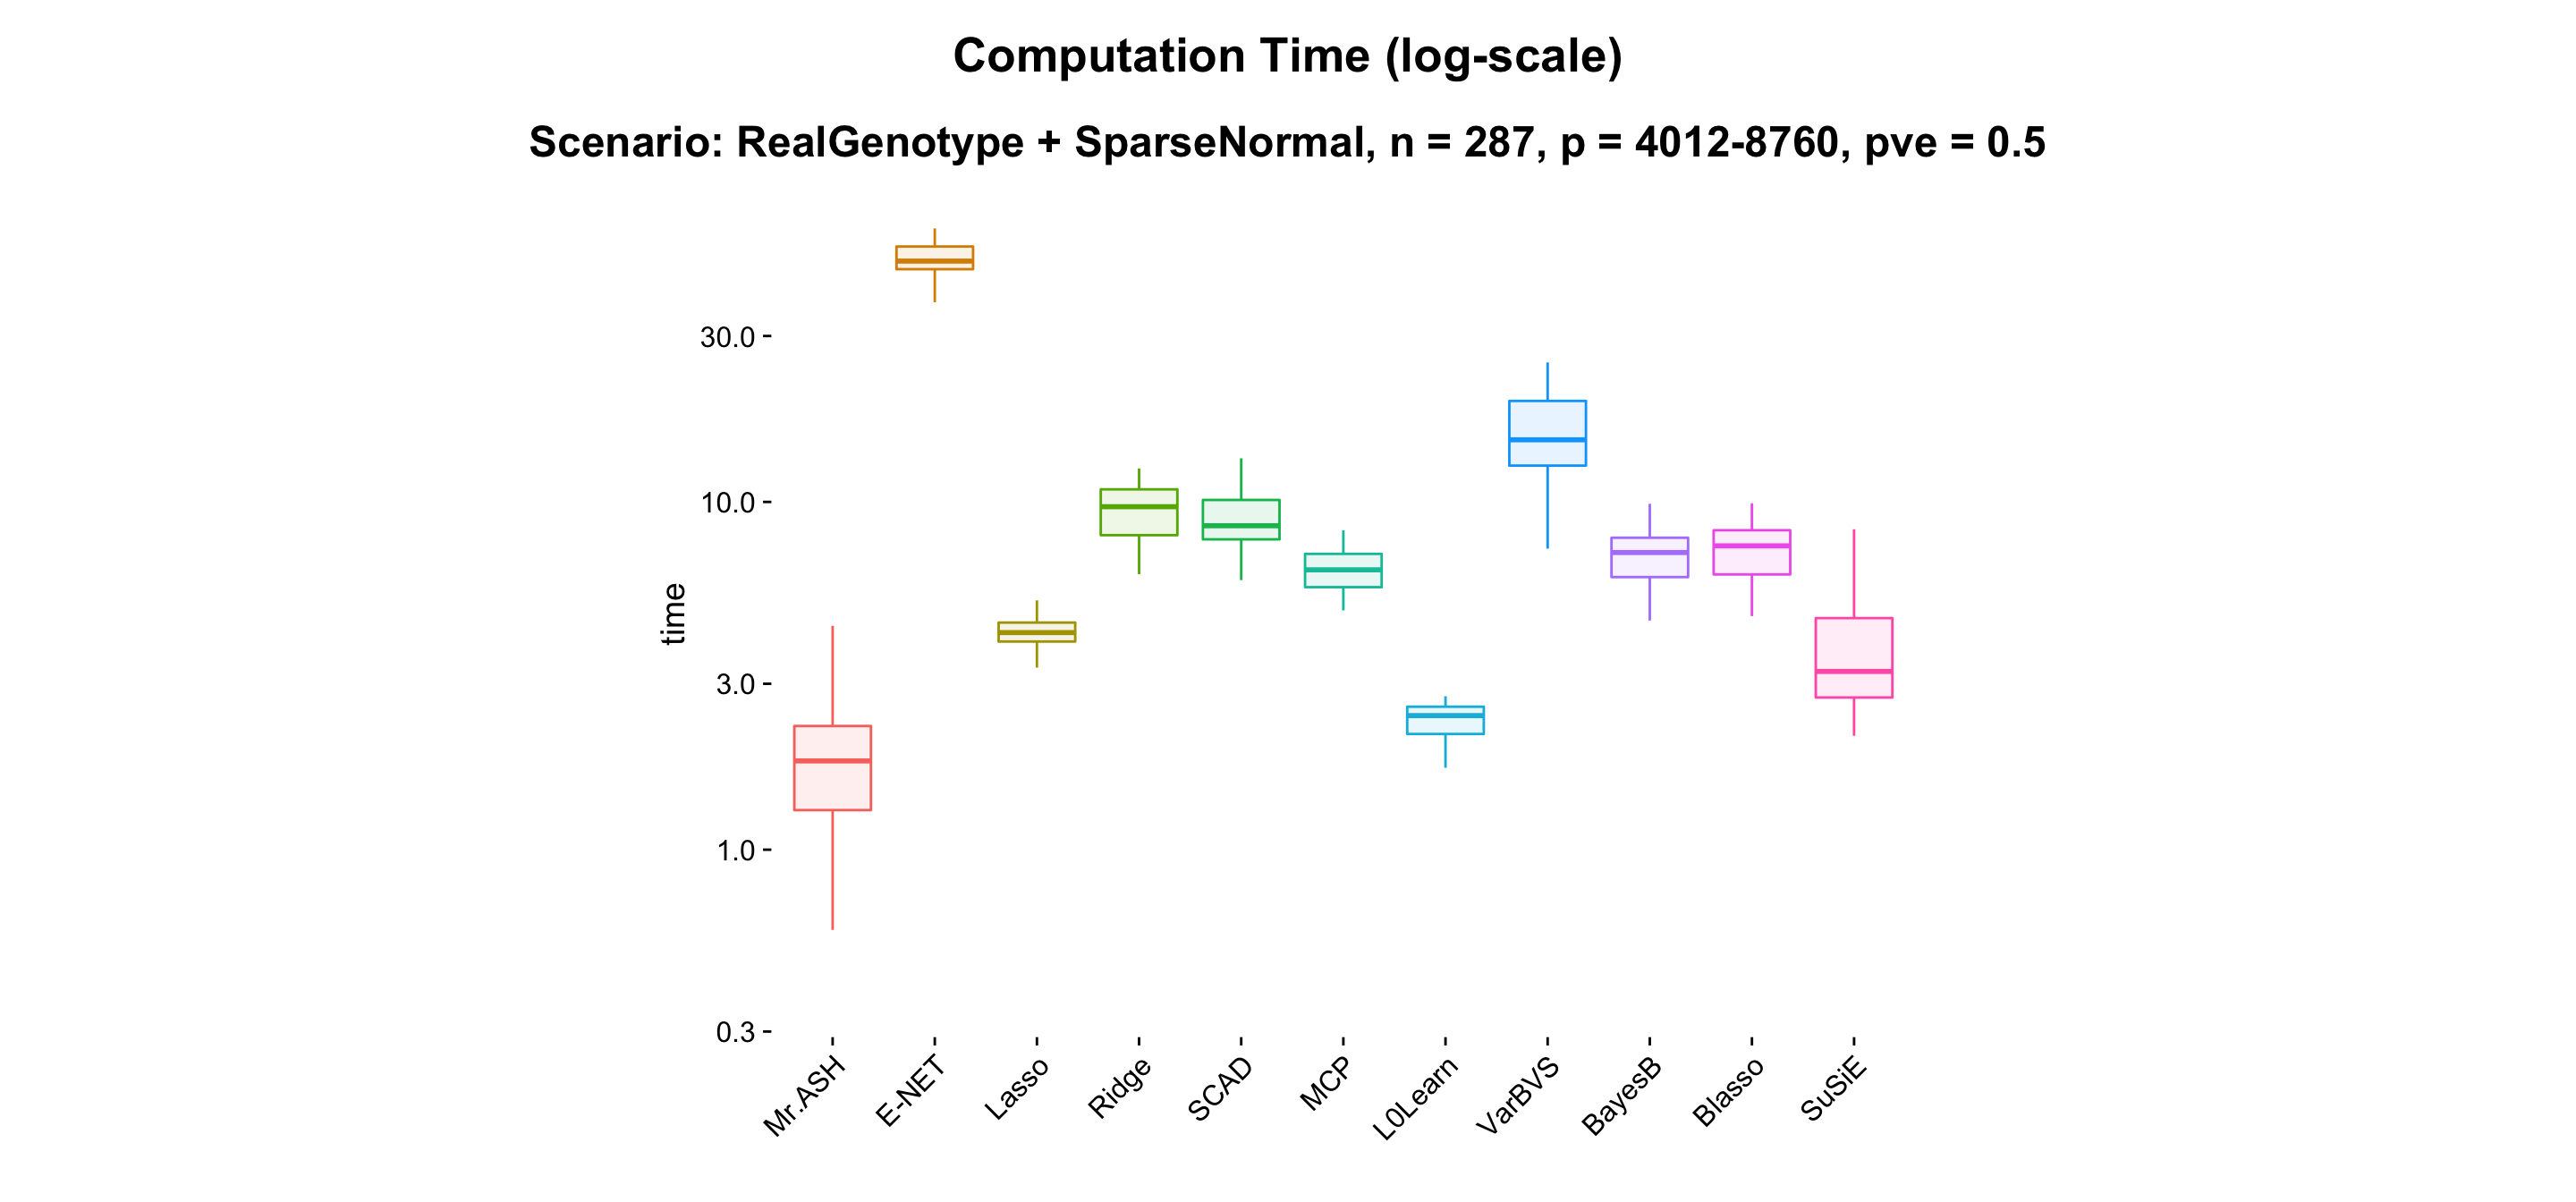 Computation Time (log-scale)
Scenario: RealGenotype + SparseNormal, n = 287, p = 4012-8760, pve = 0.5
30.0
10.0
3.0
1.0
0.3
time
Mr.ASH
E-NET
Lasso
Ridge
SCAD
MCP
L0Learn
VarBVS
BayesB
Blasso
SuSiE